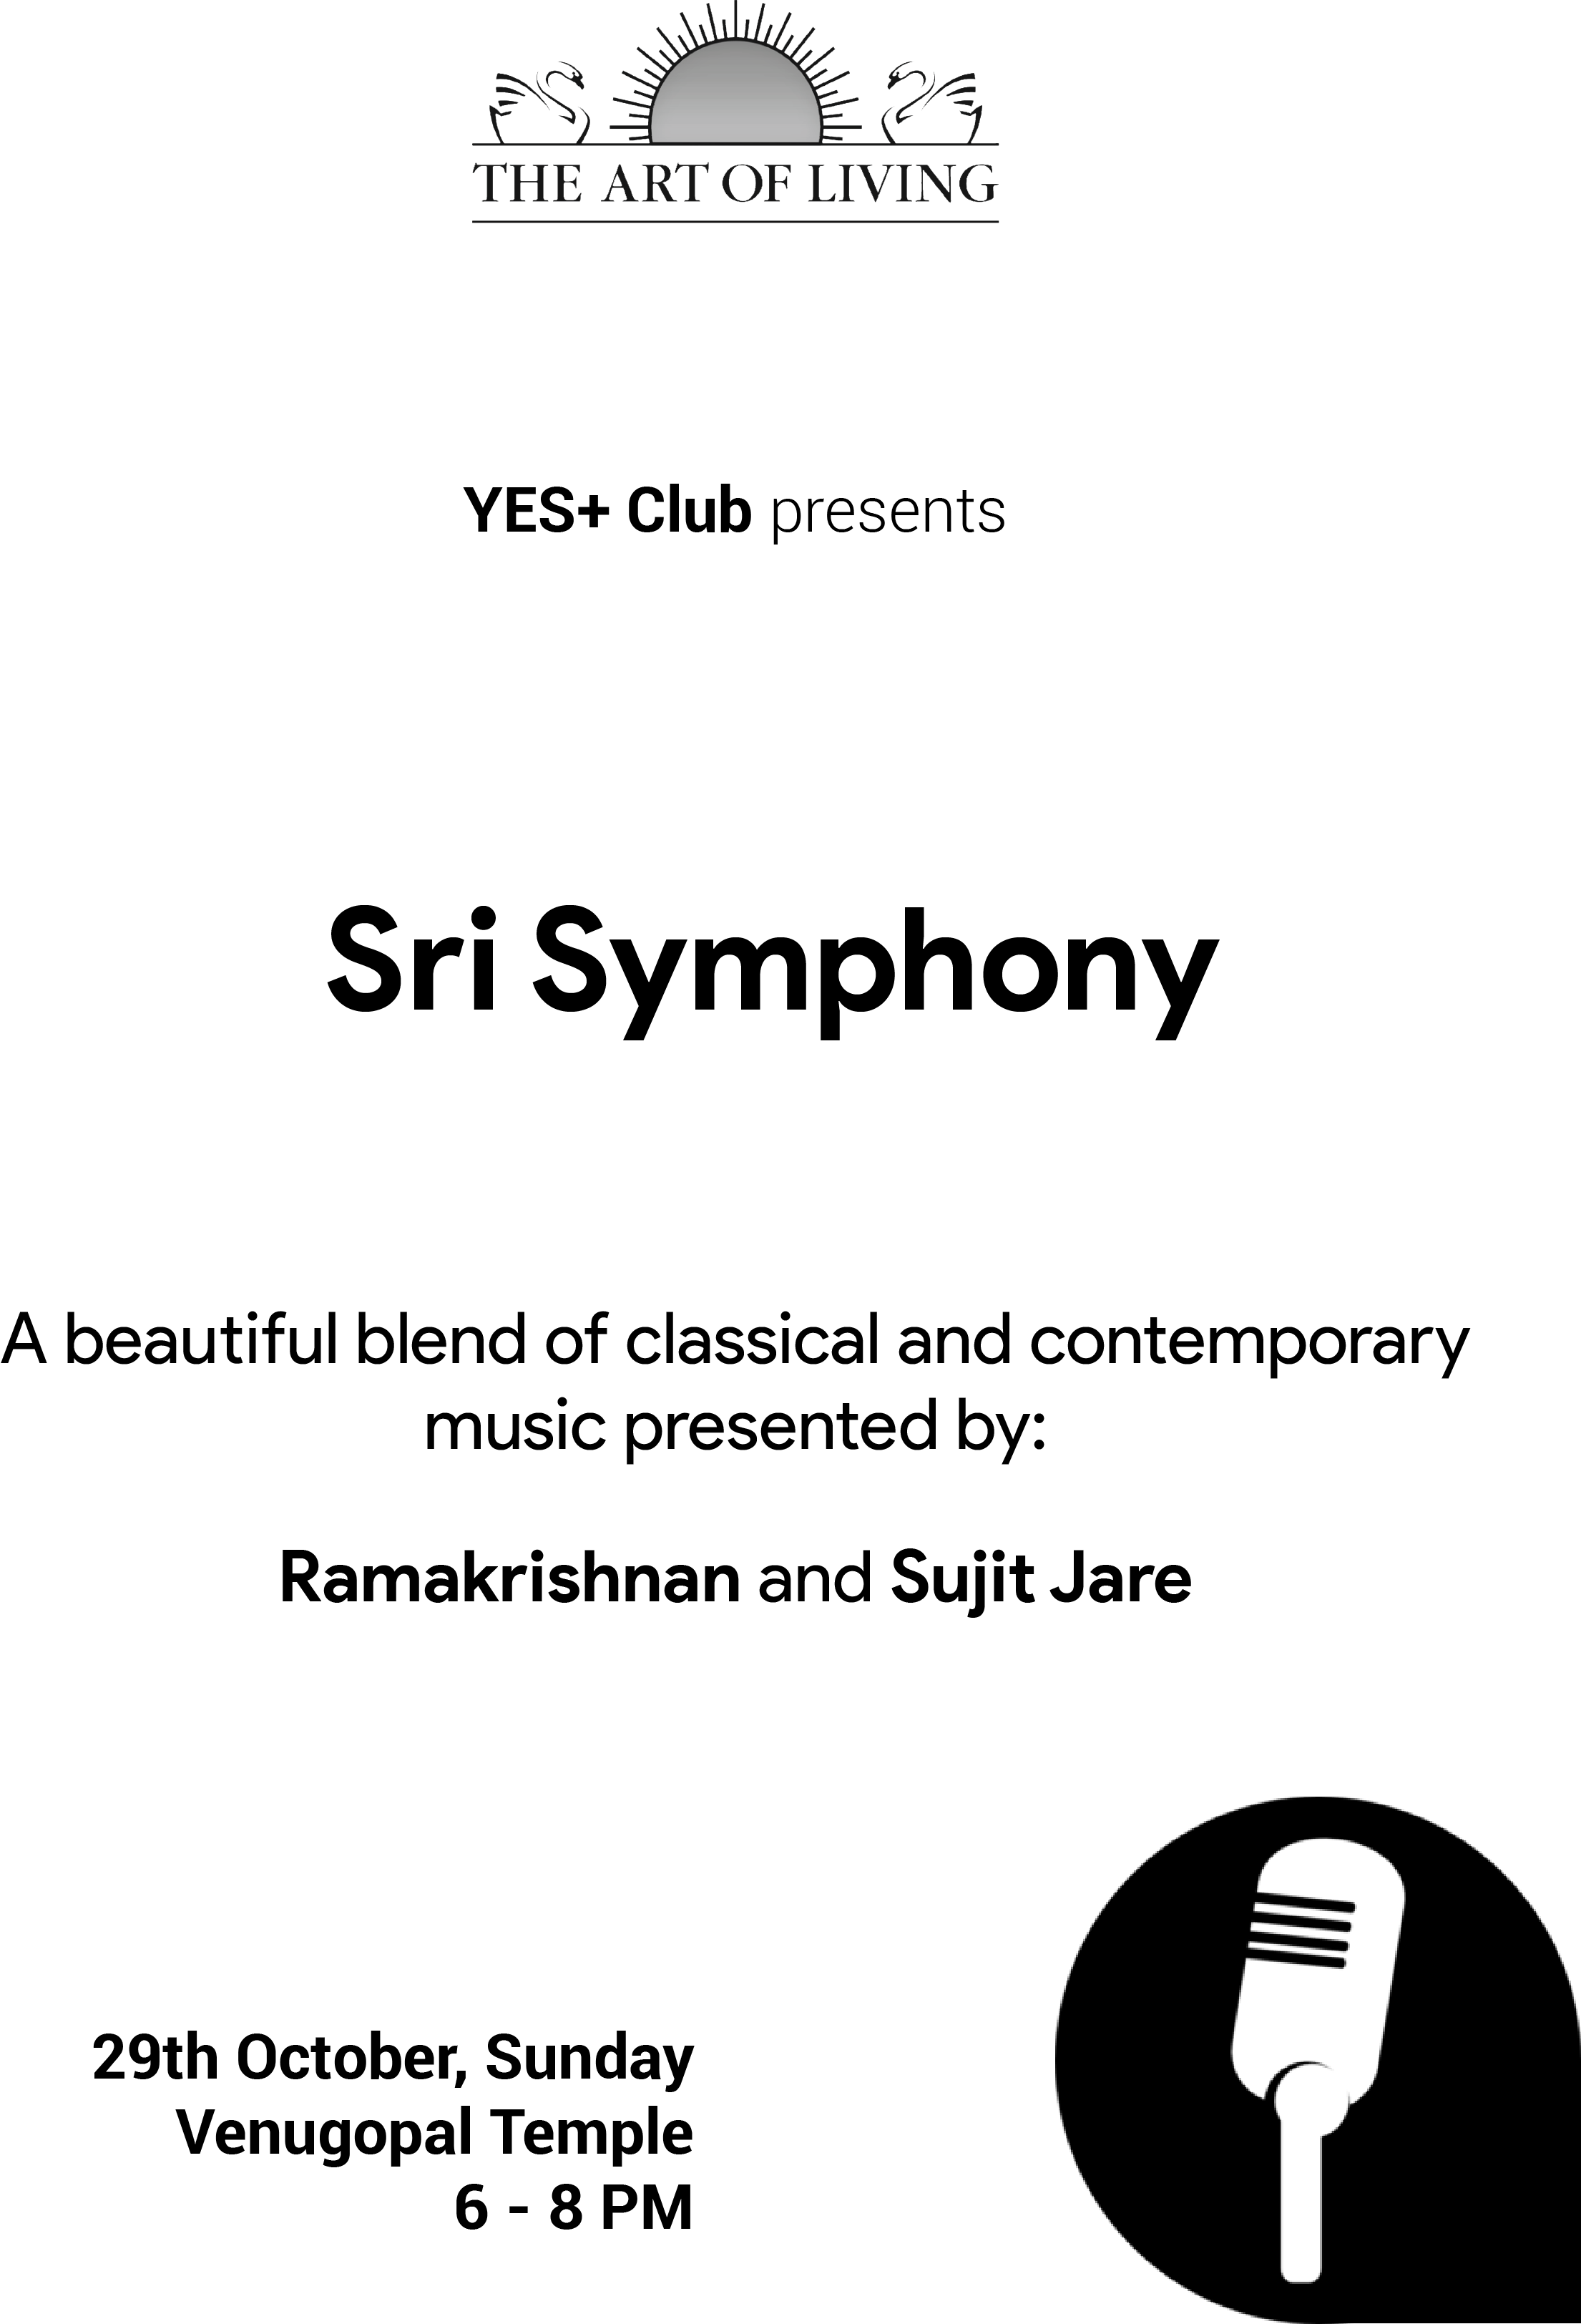 THE ART OF LIVING
YES+ Club presents
Sri Symphony
A beautiful blend of classical and contemporary
music presented by:
Ramakrishnan and Sujit Jare
29th October, Sunday
Venugopal Temple
6 - 8 PM